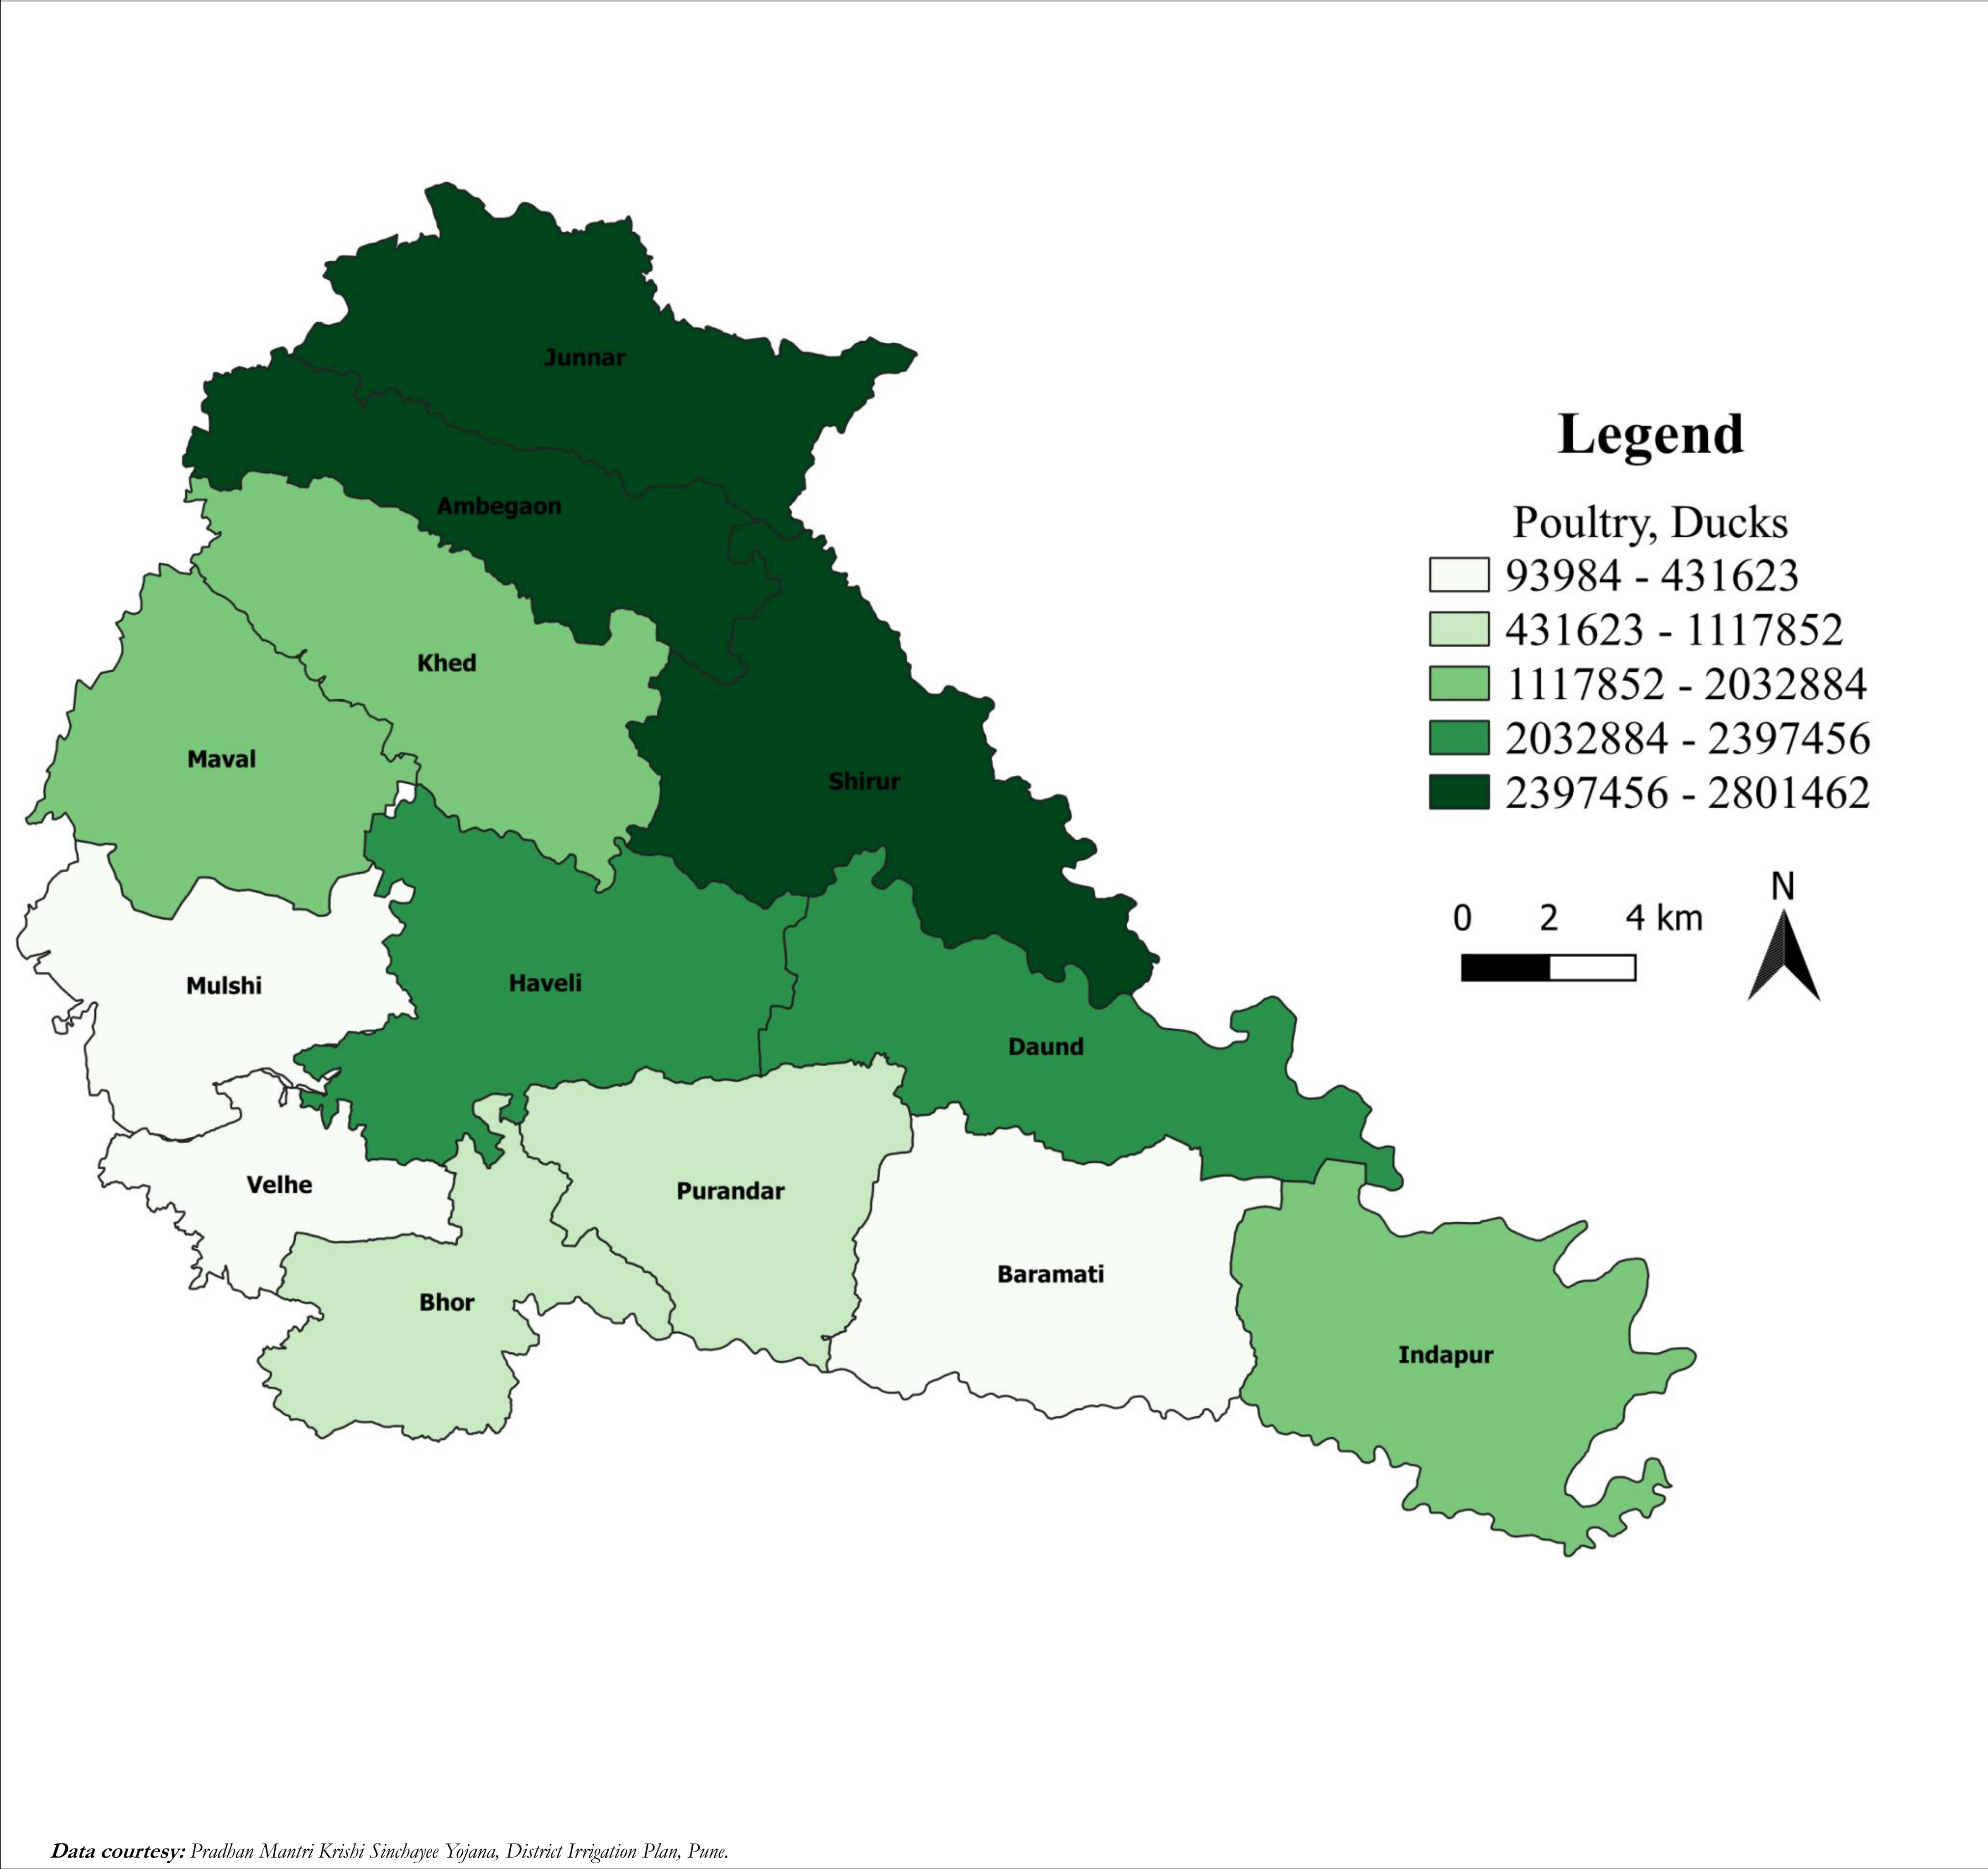 Junnar
Ambegaon
Khed
Maval
Shirur
Mulshi
Haveli
Daund
Velhe
Purandar
Bhor
Baramati
Indapur
Legend
Poultry, Ducks
93984 - 431623
431623 - 1117852
1117852 - 2032884
2032884 - 2397456
2397456 - 2801462
N
0 2 4 km
Data courtesy: Pradhan Mantri Krishi Sinchayee Yojana, District Irrigation Plan, Pune.